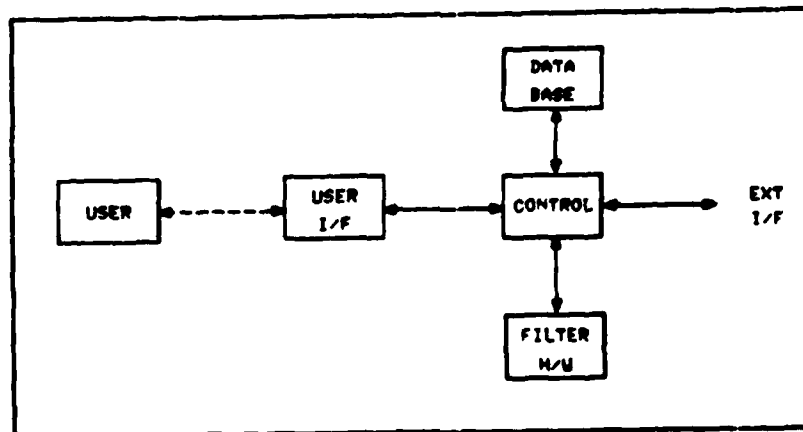 DATA
BASE
USER
USER
I/F
CONTROL
EXT
I/F
FILTER
H/W